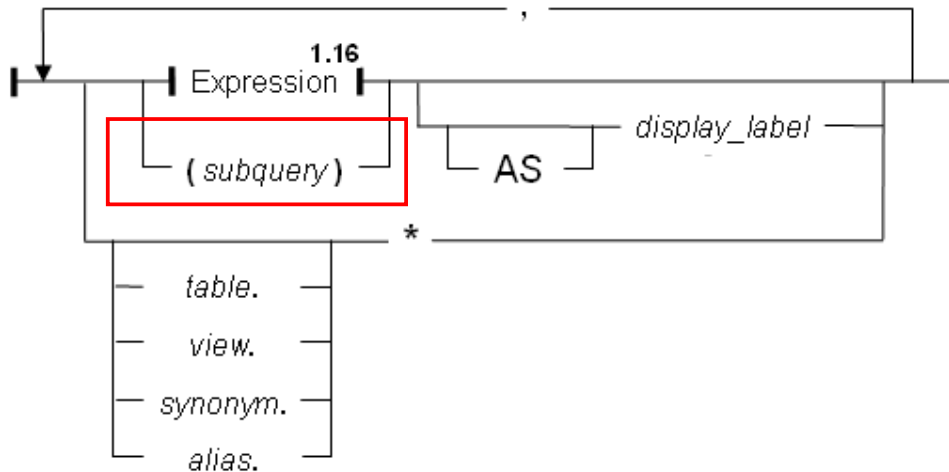 ,
1.16
Expression
display_label
AS
( subquery )
*
table.
view.
synonym.
alias.